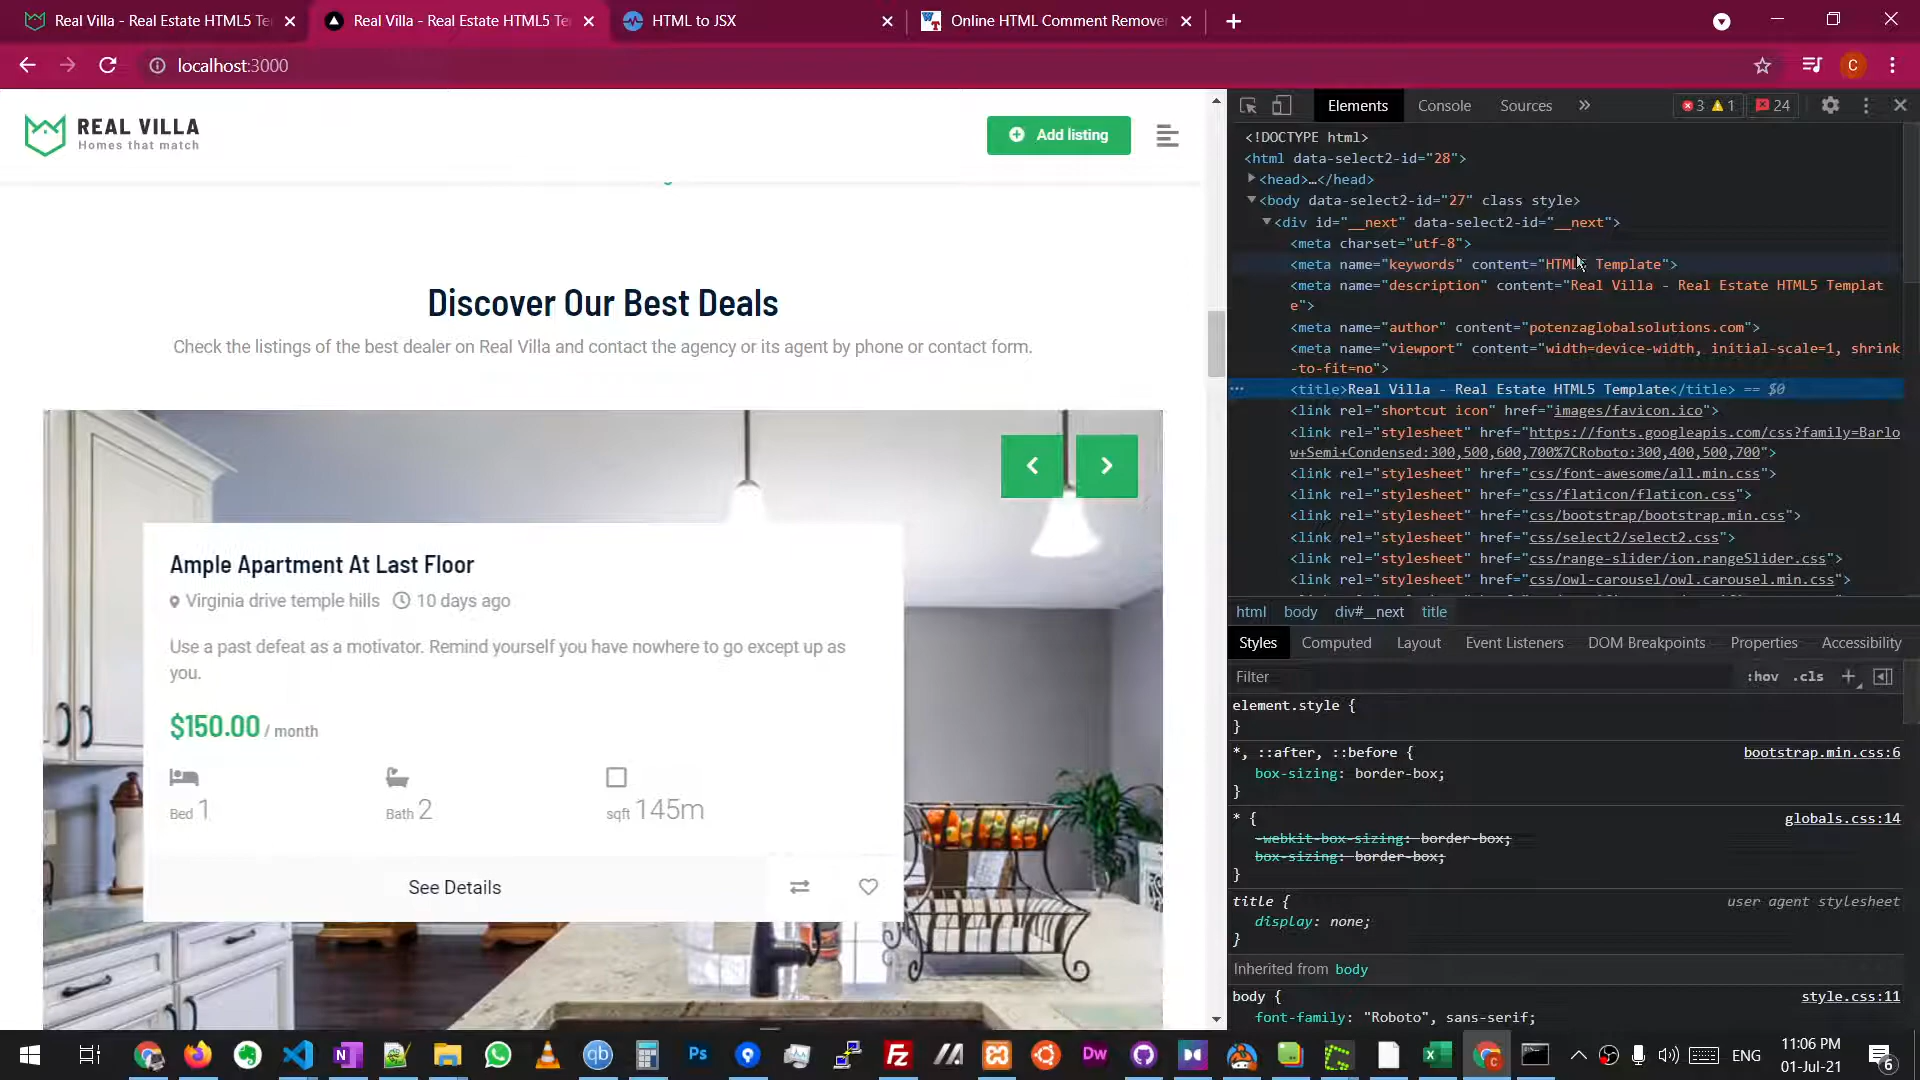 Real Villa - Real Estate HTML5 Te
Real Villa - Real Estate HTML5 Te
HTML to JSX
Online HTML Comment Remover
localhost:3000
C
REAL VILLA
Homes that match
Add listing
Discover Our Best Deals
Check the listings of the best dealer on Real Villa and contact the agency or its agent by phone or contact form.
Ample Apartment At Last Floor
Virginia drive temple hills 10 days ago
Use a past defeat as a motivator. Remind yourself you have nowhere to go except up as
you.
$150.00 / month
Bed 1 Bath 2 sqft 145m
See Details
Elements Console Sources » 3 1 24
<!DOCTYPE html>
<html data-select2-id="28">
<head>…</head>
<body data-select2-id="27" class style>
<div id="__next" data-select2-id="__next">
<meta charset="utf-8">
<meta name="keywords" content="HTML5 Template">
<meta name="description" content="Real Villa - Real Estate HTML5 Templat
e">
<meta name="author" content="potenzaglobalsolutions.com">
<meta name="viewport" content="width=device-width, initial-scale=1, shrink
-to-fit=no">
<title>Real Villa - Real Estate HTML5 Template</title> == $0
<link rel="shortcut icon" href="images/favicon.ico">
<link rel="stylesheet" href="https://fonts.googleapis.com/css?family=Barlo
w+Semi+Condensed:300,500,600,700%7CRoboto:300,400,500,700">
<link rel="stylesheet" href="css/font-awesome/all.min.css">
<link rel="stylesheet" href="css/flaticon/flaticon.css">
<link rel="stylesheet" href="css/bootstrap/bootstrap.min.css">
<link rel="stylesheet" href="css/select2/select2.css">
<link rel="stylesheet" href="css/range-slider/ion.rangeSlider.css">
<link rel="stylesheet" href="css/owl-carousel/owl.carousel.min.css">
html body div#__next title
Styles Computed Layout Event Listeners DOM Breakpoints Properties Accessibility
Filter :hov .cls
element.style {
}
*, ::after, ::before { bootstrap.min.css:6
box-sizing: border-box;
}
* { globals.css:14
-webkit-box-sizing: border-box;
box-sizing: border-box;
}
title { user agent stylesheet
display: none;
}
Inherited from body
body { style.css:11
font-family: "Roboto", sans-serif;
N
qb
Ps
Fz
Dw
ENG
11:06 PM
01-Jul-21
6